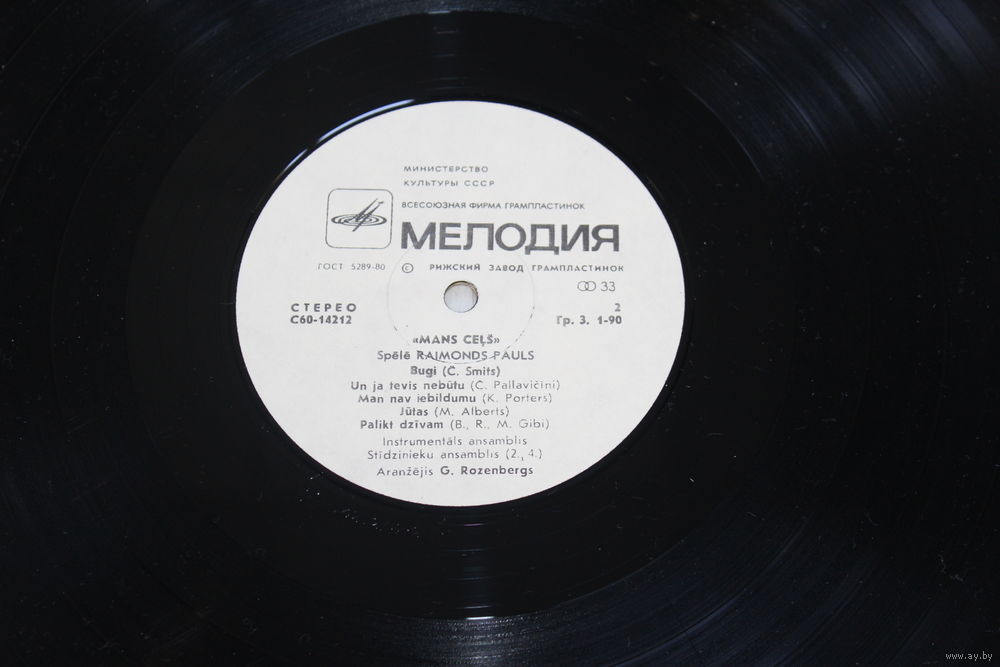 МИНИСТЕРСТВО
КУЛЬТУРЫ СССР
ВСЕСОЮЗНАЯ ФИРМА ГРАМПЛАСТИНОК
МЕЛОДИЯ
ГОСТ 5289-80 © РИЖСКИЙ ЗАВОД ГРАМПЛАСТИНОК
33
СТЕРЕО 2
С60-14212 Гр. 3. 1-90
«MANS CEĻŠ»
Spēlē RAIMONDS PAULS
Bugi (Č. Smits)
Un ja tevis nebūtu (Č. Pallavičīni)
Man nav iebildumu (K. Porters)
Jūtas (M. Alberts)
Palikt dzīvam (B., R., M. Gibi)
Instrumentāls ansamblis
Stīdzinieku ansamblis (2., 4.)
Aranžējis G. Rozenbergs
www.ay.by